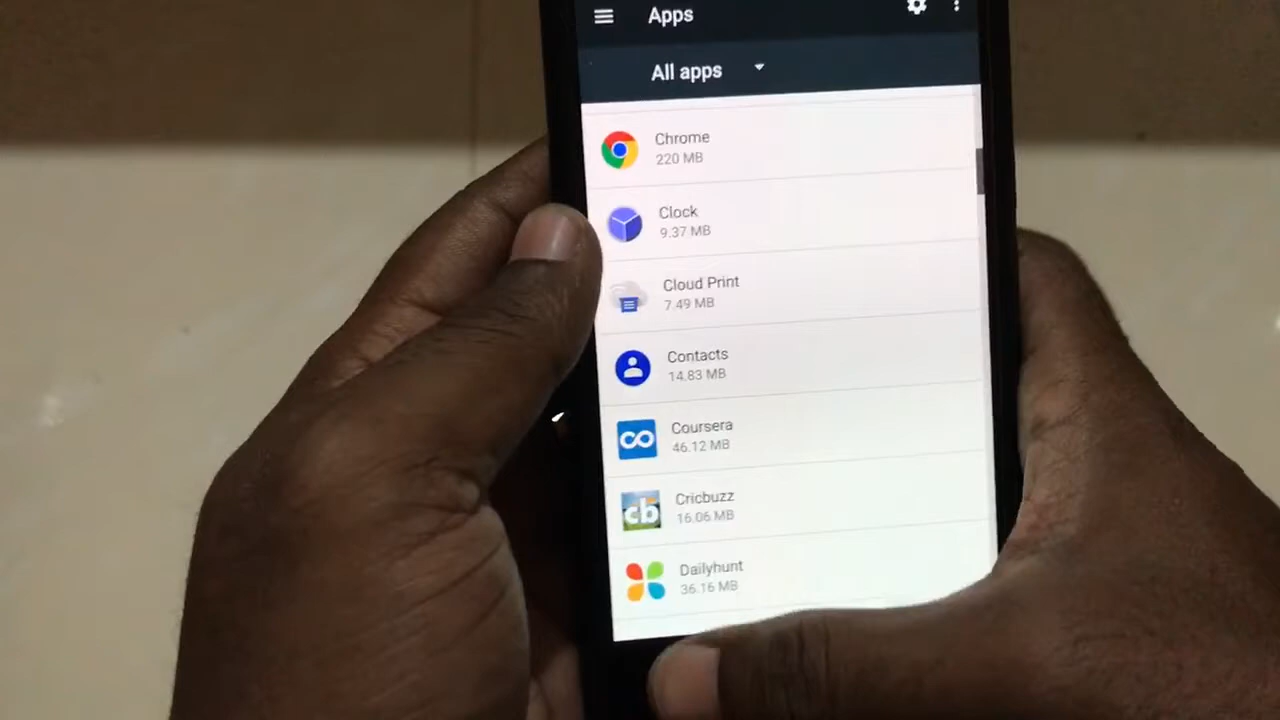 Apps
All apps
Chrome
220 MB
Clock
9.37 MB
Cloud Print
7.49 MB
Contacts
14.83 MB
Coursera
46.12 MB
cb
Cricbuzz
16.06 MB
Dailyhunt
36.16 MB